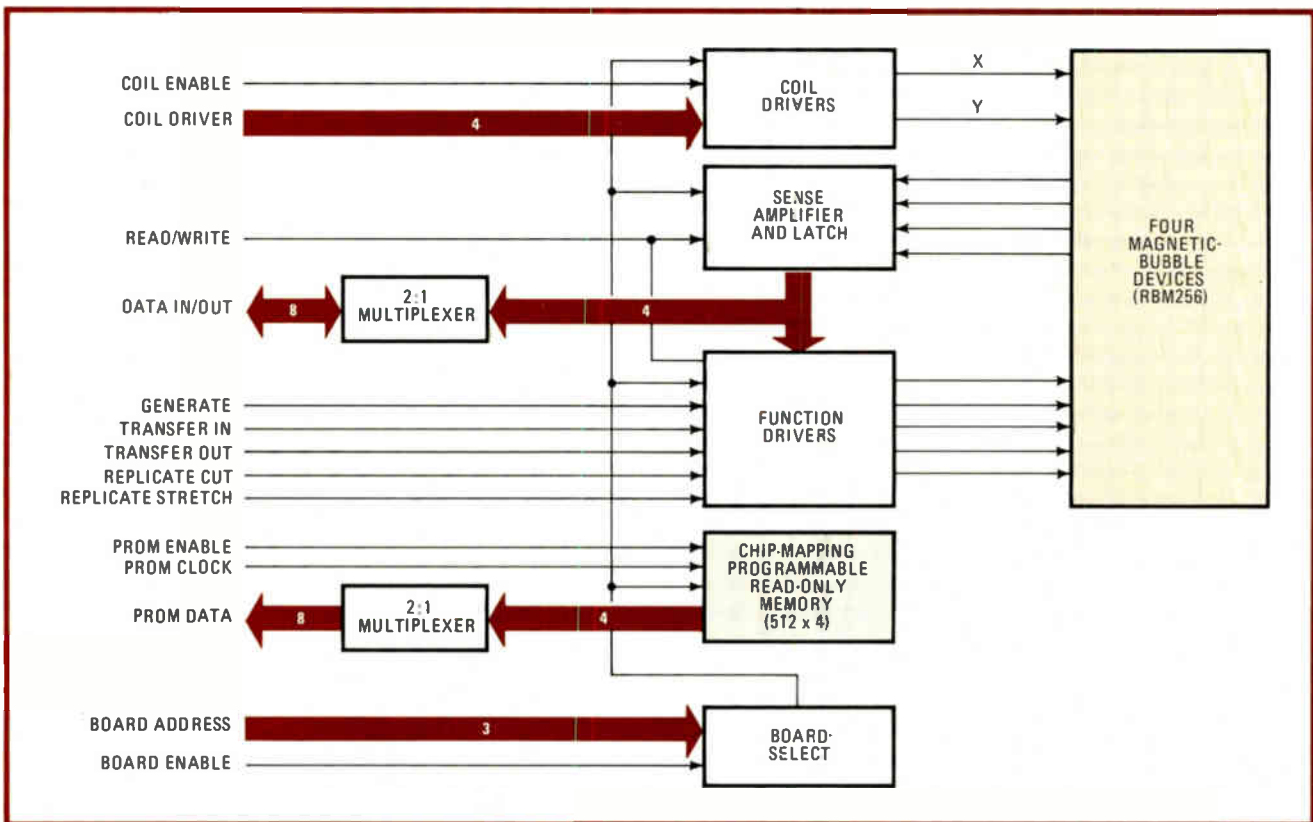 COIL ENABLE
COIL DRIVER
4
COIL
DRIVERS
X
Y
SENSE
AMPLIFIER
AND LATCH
READ/WRITE
DATA IN/OUT
8
2:1
MULTIPLEXER
4
FOUR
MAGNETIC-
BUBBLE
DEVICES
(RBM256)
GENERATE
TRANSFER IN
TRANSFER OUT
REPLICATE CUT
REPLICATE STRETCH
FUNCTION
DRIVERS
PROM ENABLE
PROM CLOCK
PROM DATA
8
2:1
MULTIPLEXER
4
CHIP-MAPPING
PROGRAMMABLE
READ-ONLY
MEMORY
(512 x 4)
BOARD ADDRESS
3
BOARD ENABLE
BOARD-
SELECT